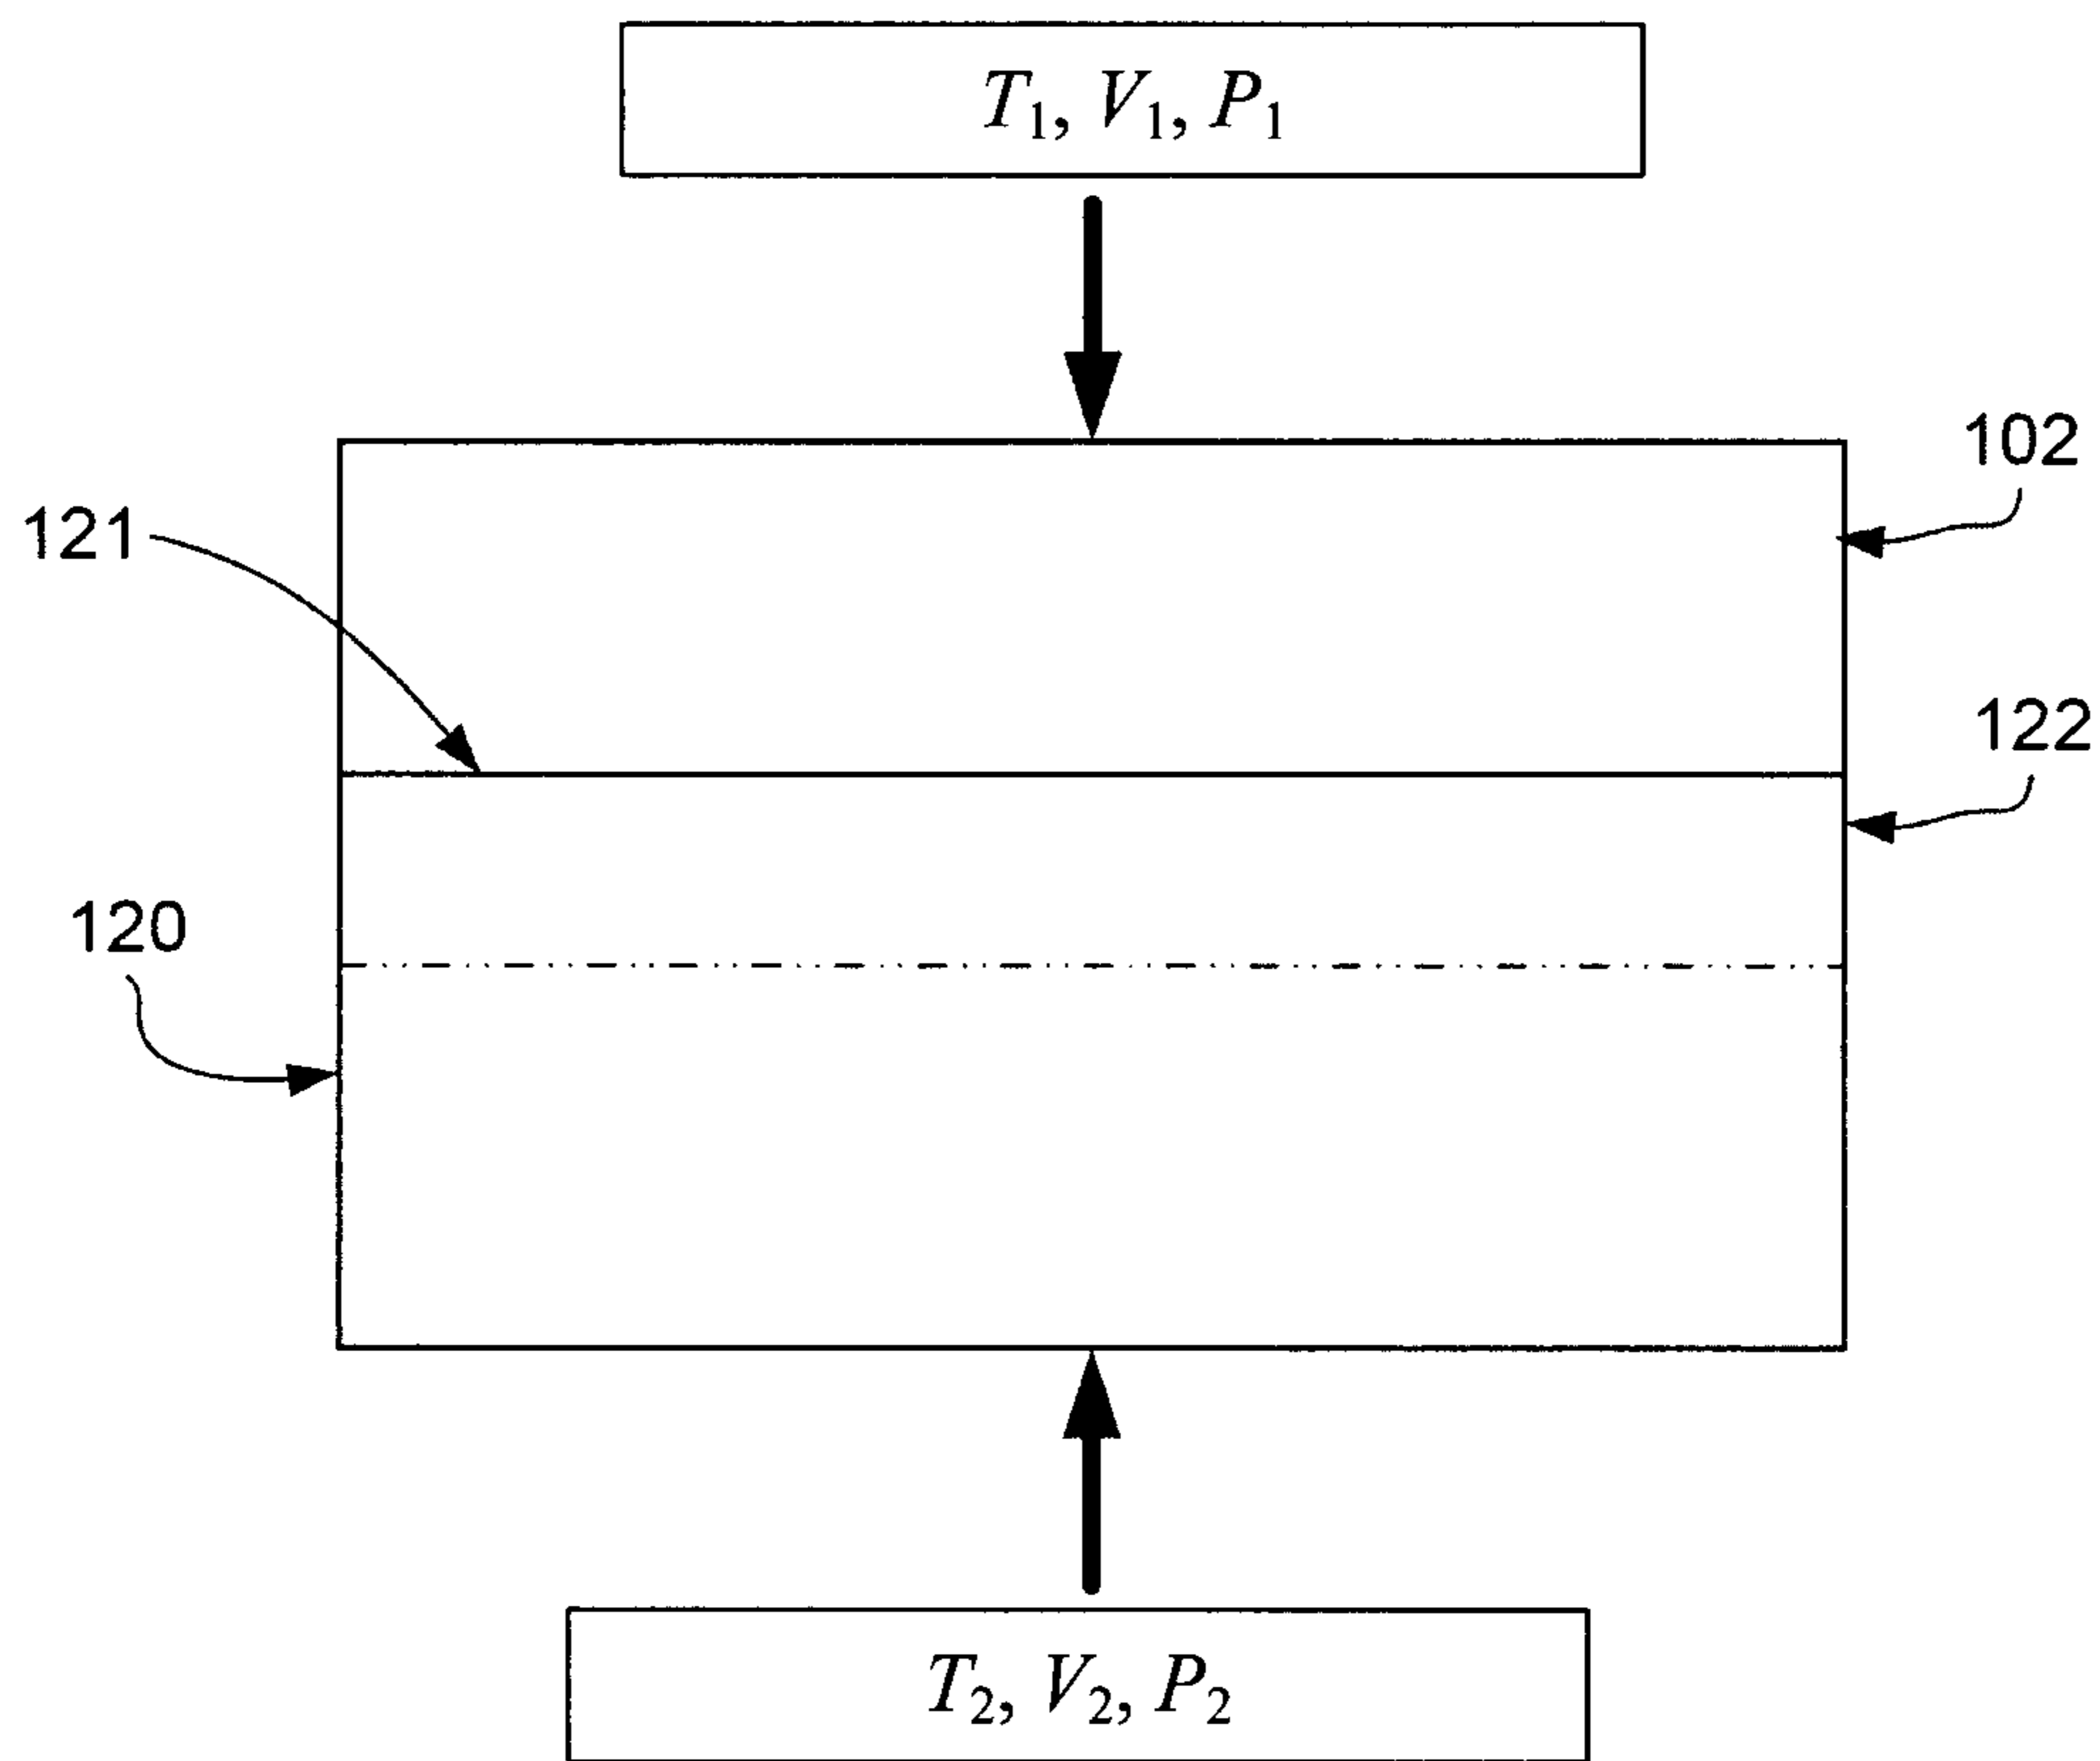 T₁, V₁, P₁
102
121
122
120
T₂, V₂, P₂